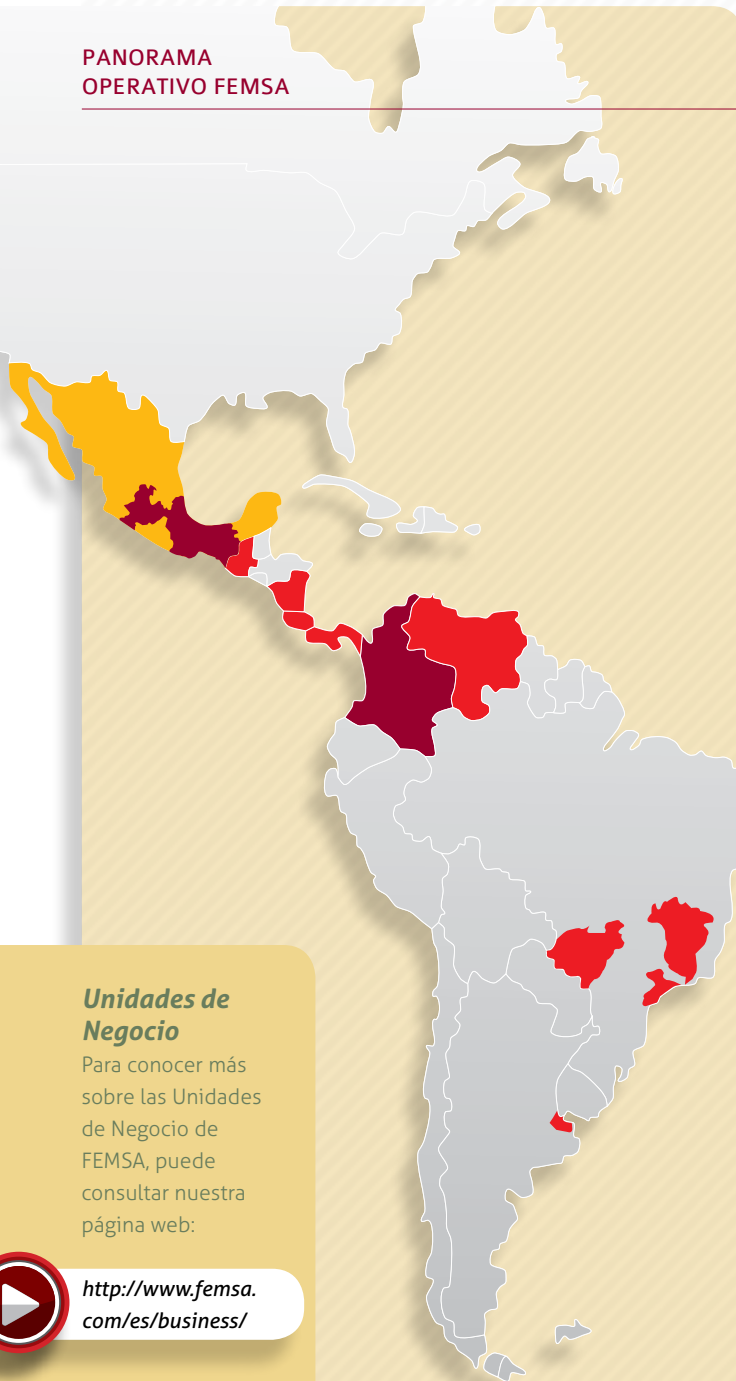 PANORAMA
OPERATIVO FEMSA
Unidades de
Negocio
Para conocer más
sobre las Unidades
de Negocio de
FEMSA, puede
consultar nuestra
página web:
http://www.femsa.
com/es/business/